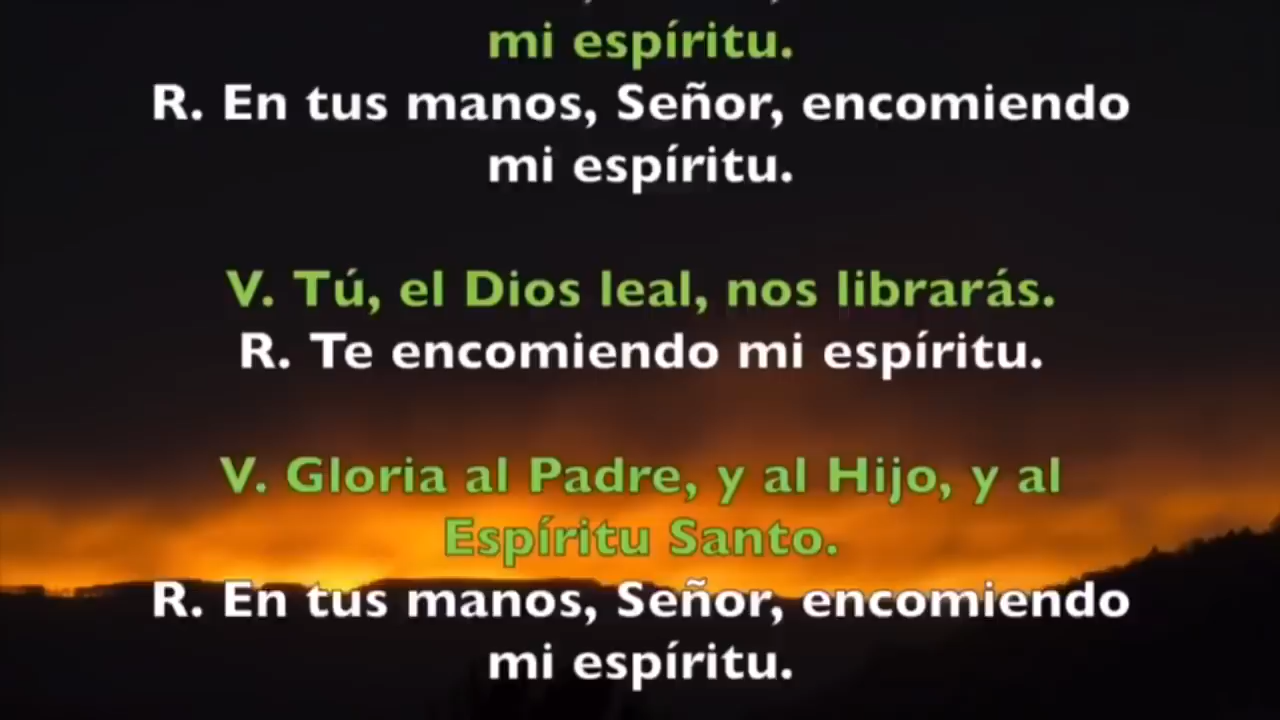 mi espíritu.
R. En tus manos, Señor, encomiendo
mi espíritu.
V. Tú, el Dios leal, nos librarás.
R. Te encomiendo mi espíritu.
V. Gloria al Padre, y al Hijo, y al
Espíritu Santo.
R. En tus manos, Señor, encomiendo
mi espíritu.